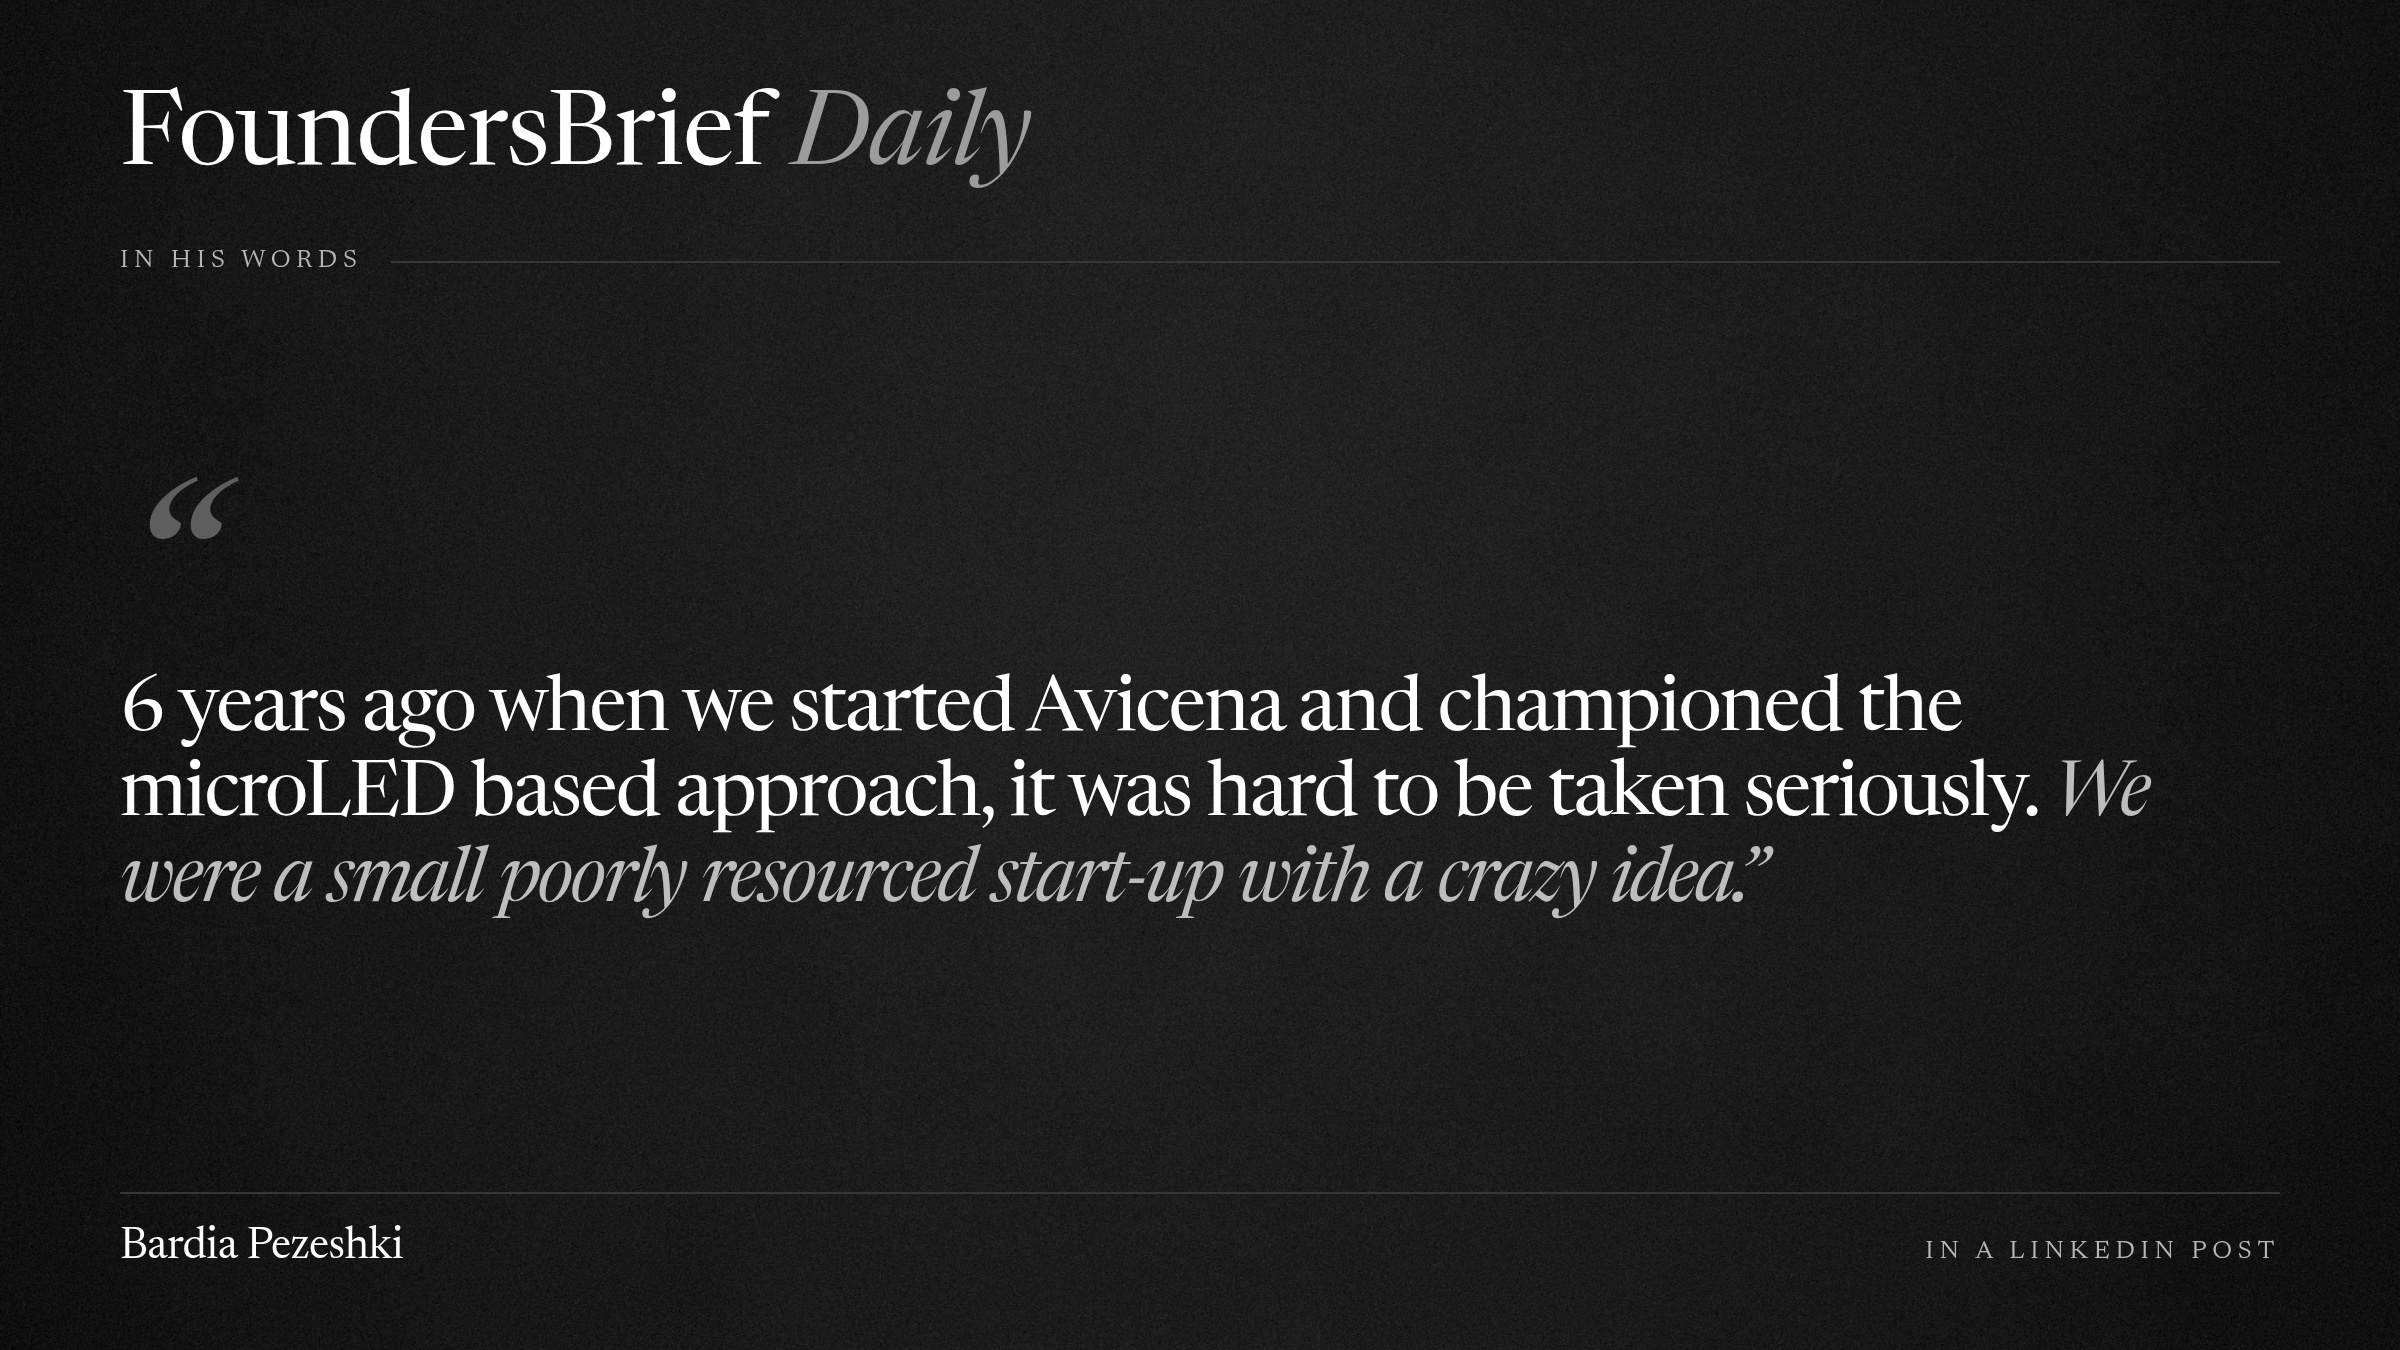 FoundersBrief Daily
IN HIS WORDS
“
6 years ago when we started Avicena and championed the
microLED based approach, it was hard to be taken seriously. We
were a small poorly resourced start-up with a crazy idea.”
Bardia Pezeshki
IN A LINKEDIN POST